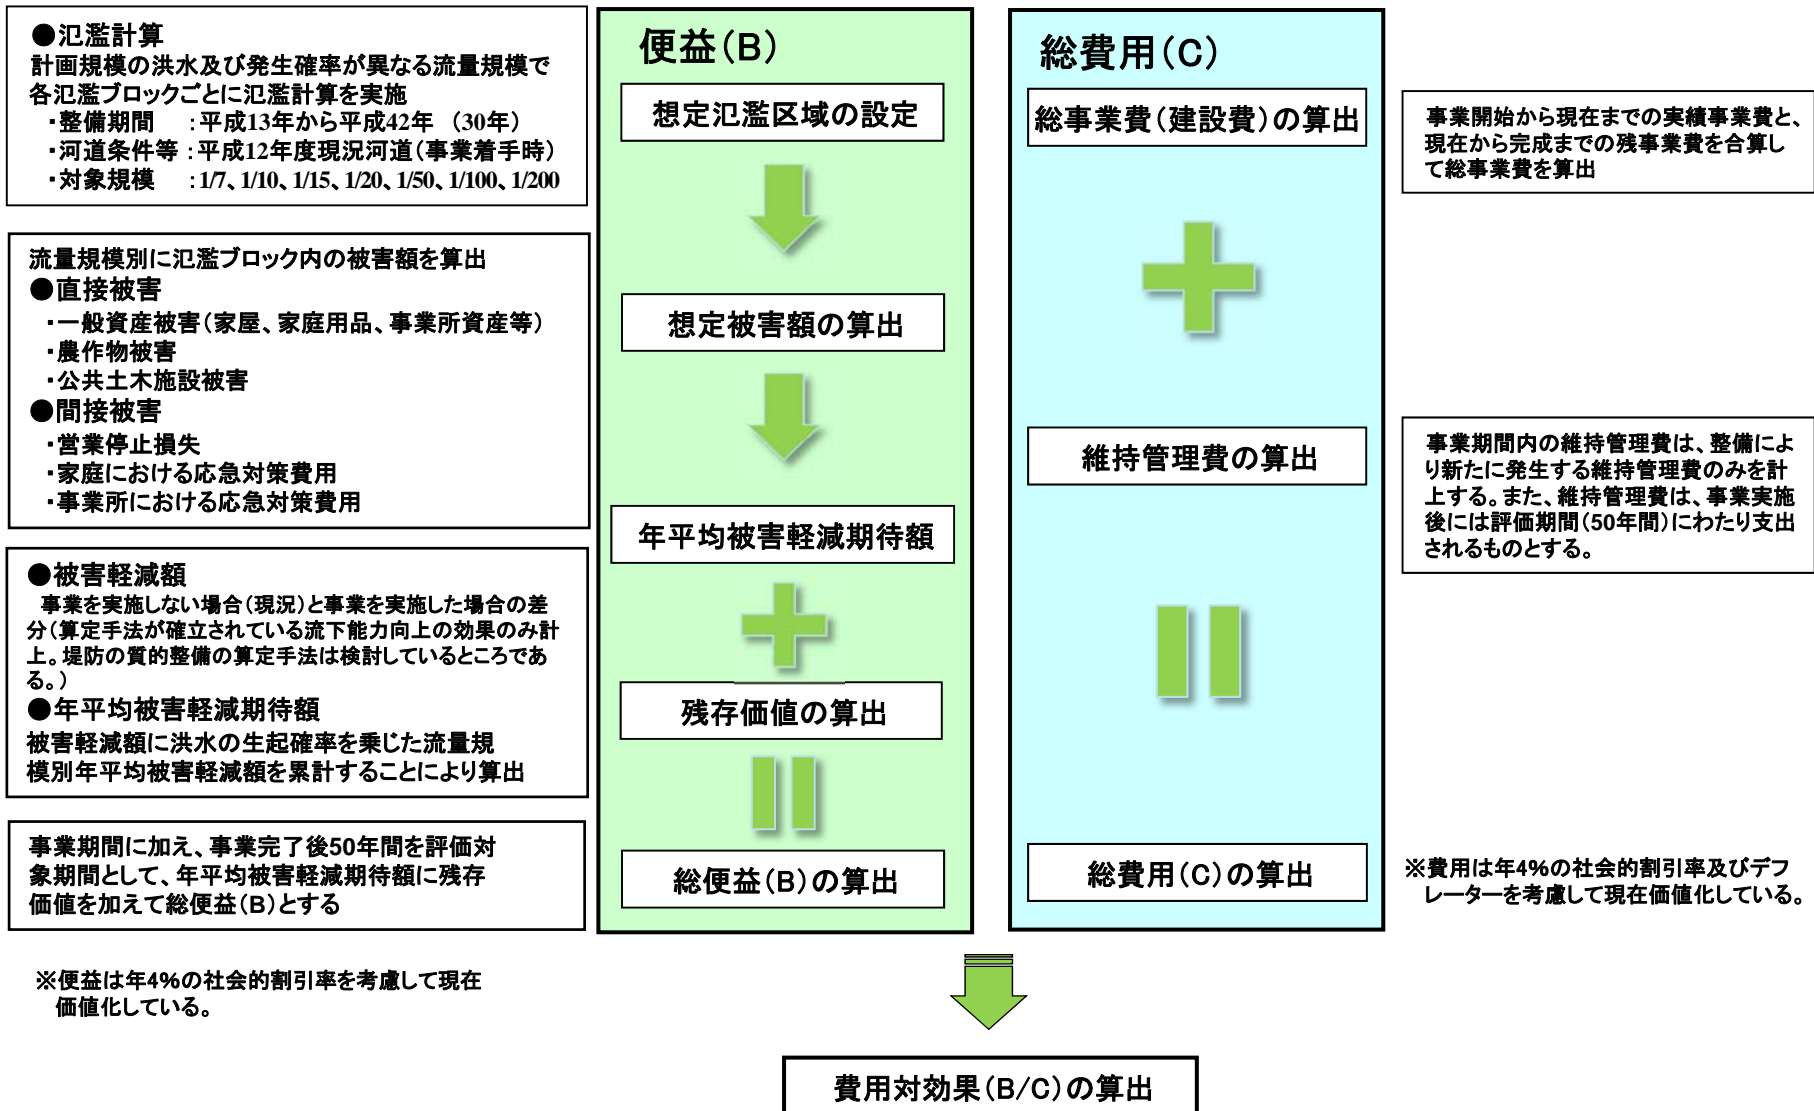 ●氾濫計算
計画規模の洪水及び発生確率が異なる流量規模で
各氾濫ブロックごとに氾濫計算を実施
・整備期間 :平成13年から平成42年 (30年)
・河道条件等 :平成12年度現況河道(事業着手時)
・対象規模 :1/7、1/10、1/15、1/20、1/50、1/100、1/200
流量規模別に氾濫ブロック内の被害額を算出
●直接被害
・一般資産被害(家屋、家庭用品、事業所資産等)
・農作物被害
・公共土木施設被害
●間接被害
・営業停止損失
・家庭における応急対策費用
・事業所における応急対策費用
●被害軽減額
事業を実施しない場合(現況)と事業を実施した場合の差
分(算定手法が確立されている流下能力向上の効果のみ計
上。堤防の質的整備の算定手法は検討しているところであ
る。)
●年平均被害軽減期待額
被害軽減額に洪水の生起確率を乗じた流量規
模別年平均被害軽減額を累計することにより算出
事業期間に加え、事業完了後50年間を評価対
象期間として、年平均被害軽減期待額に残存
価値を加えて総便益(B)とする
※便益は年4%の社会的割引率を考慮して現在
価値化している。
便益(B)
想定氾濫区域の設定
想定被害額の算出
年平均被害軽減期待額
残存価値の算出
総便益(B)の算出
総費用(C)
総事業費(建設費)の算出
維持管理費の算出
総費用(C)の算出
事業開始から現在までの実績事業費と、
現在から完成までの残事業費を合算し
て総事業費を算出
事業期間内の維持管理費は、整備によ
り新たに発生する維持管理費のみを計
上する。また、維持管理費は、事業実施
後には評価期間(50年間)にわたり支出
されるものとする。
※費用は年4%の社会的割引率及びデフ
レーターを考慮して現在価値化している。
費用対効果(B/C)の算出